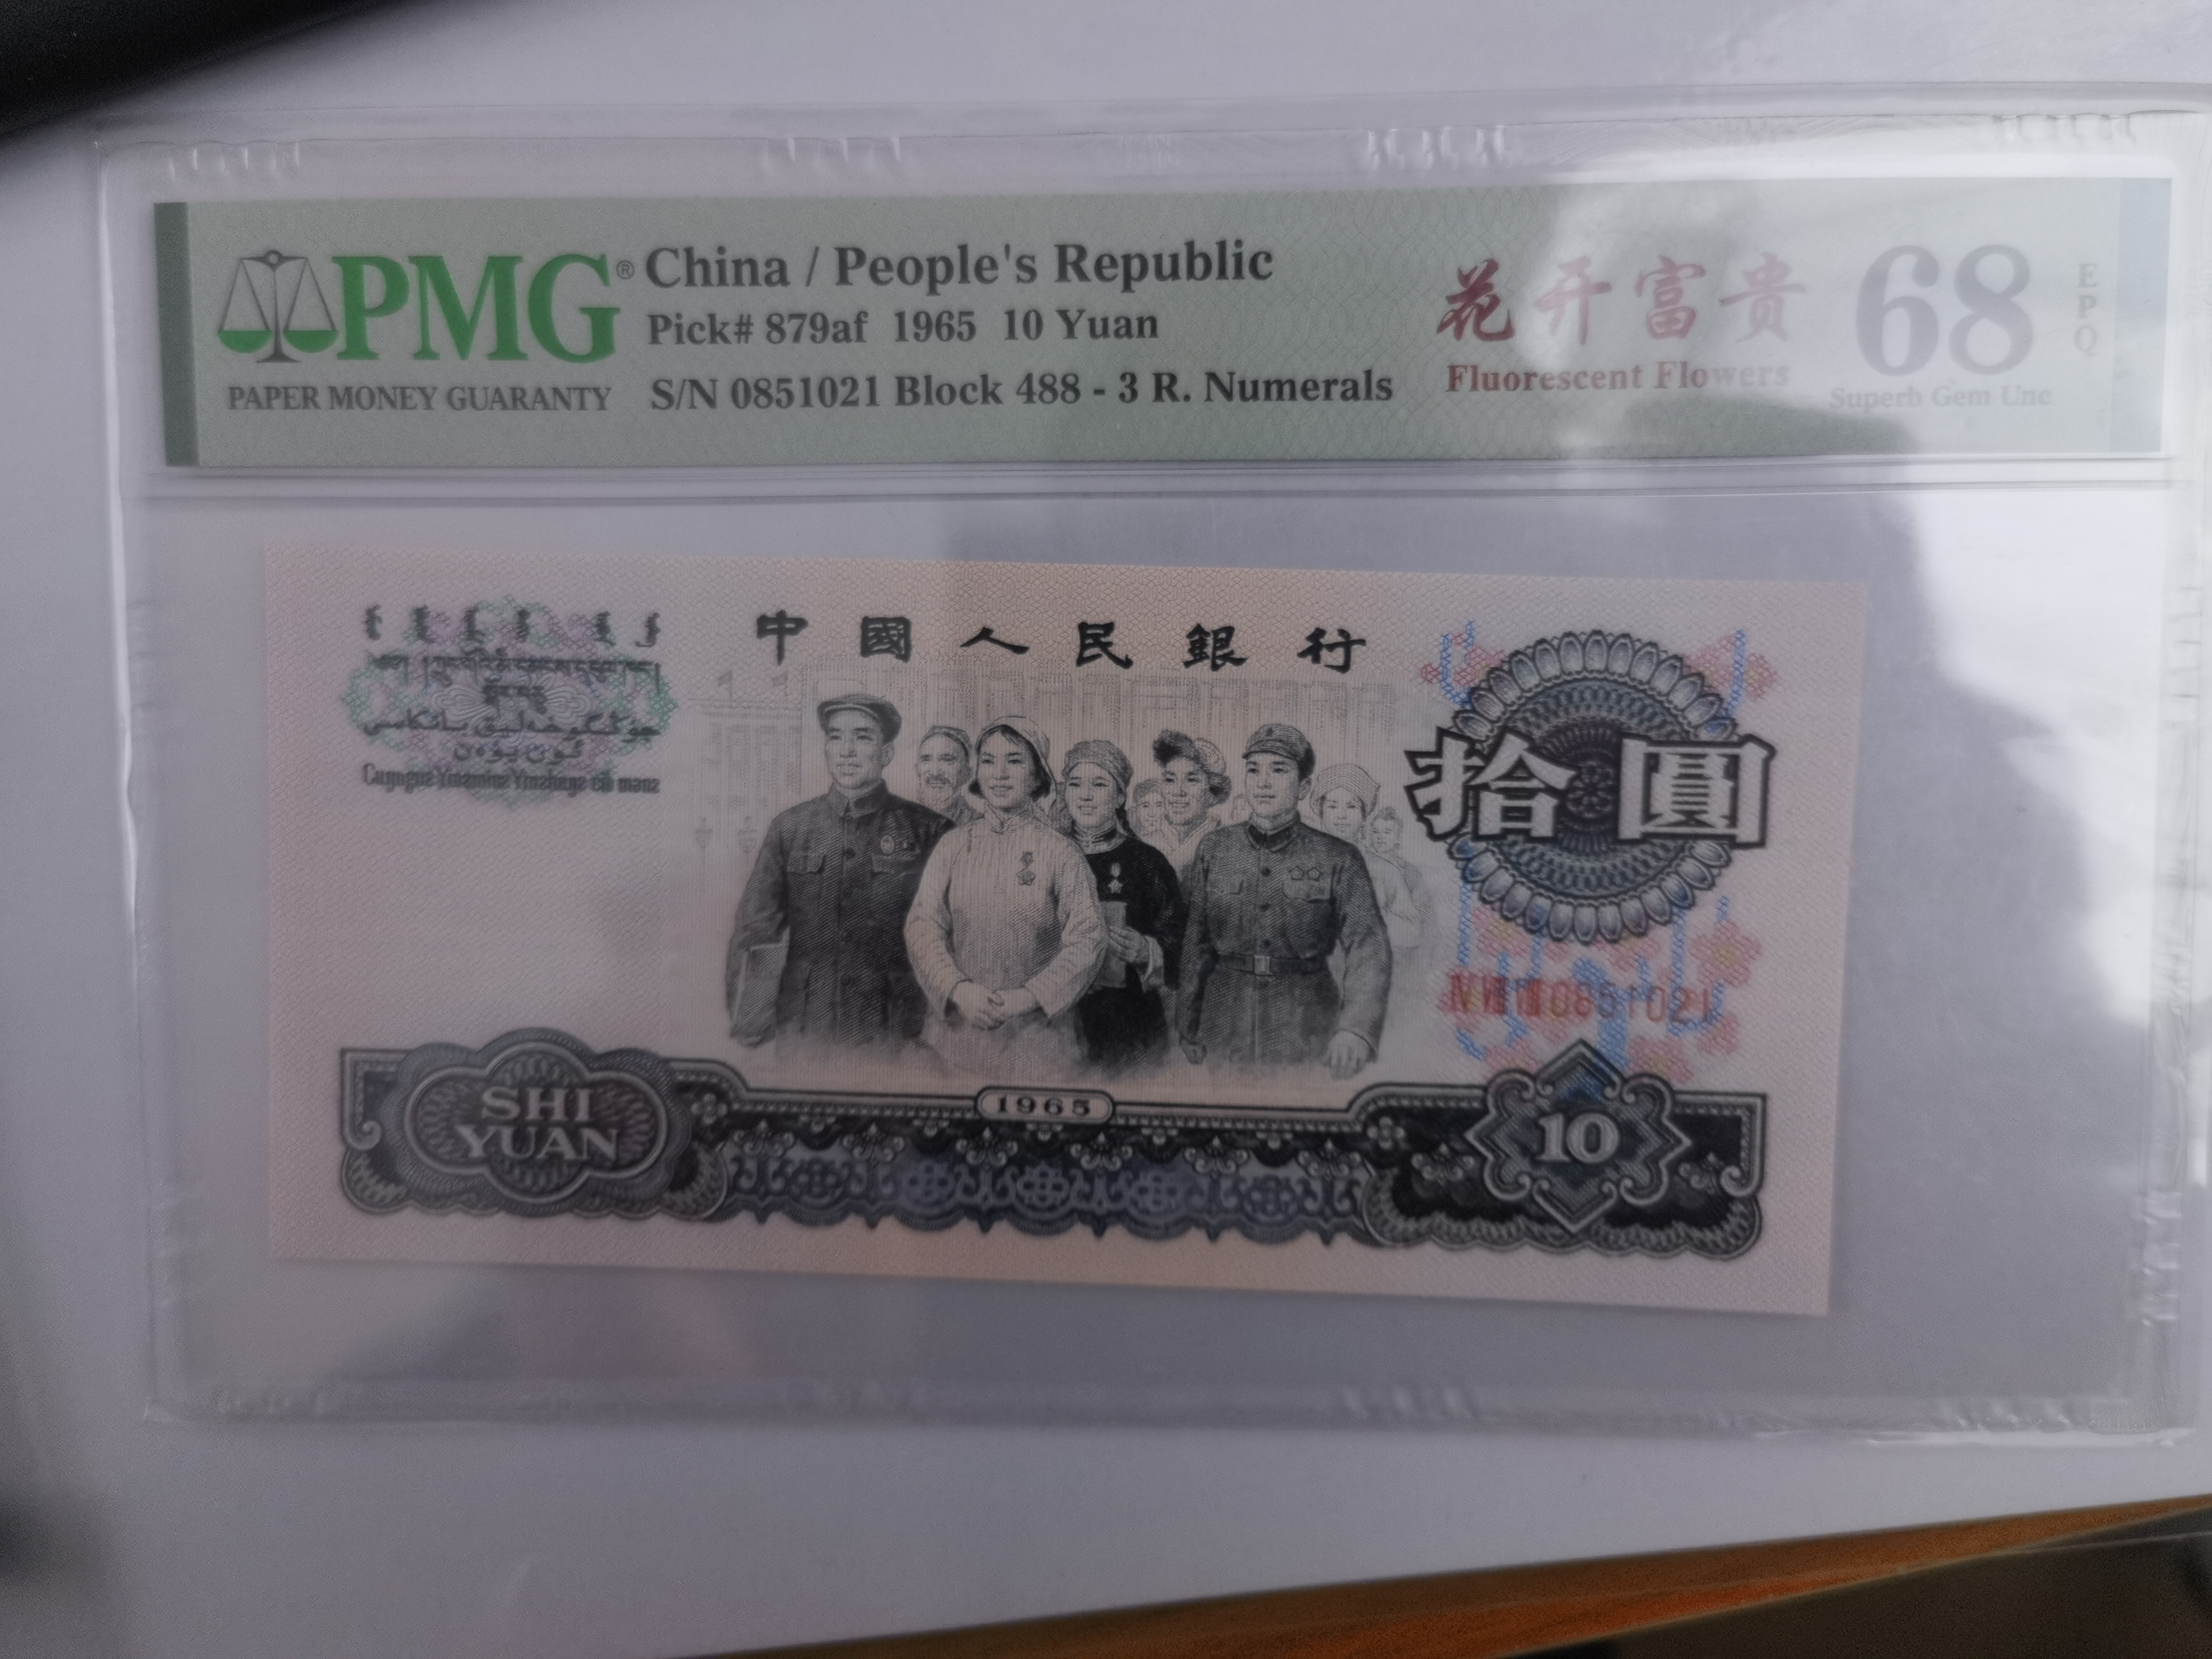 PMG®
PAPER MONEY GUARANTY
China / People's Republic
Pick# 879af 1965 10 Yuan
S/N 0851021 Block 488 - 3 R. Numerals
花开富贵
Fluorescent Flowers
68
EPQ
Superb Gem Unc
中國人民銀行
拾圓
0851021
1965
SHI
YUAN
10